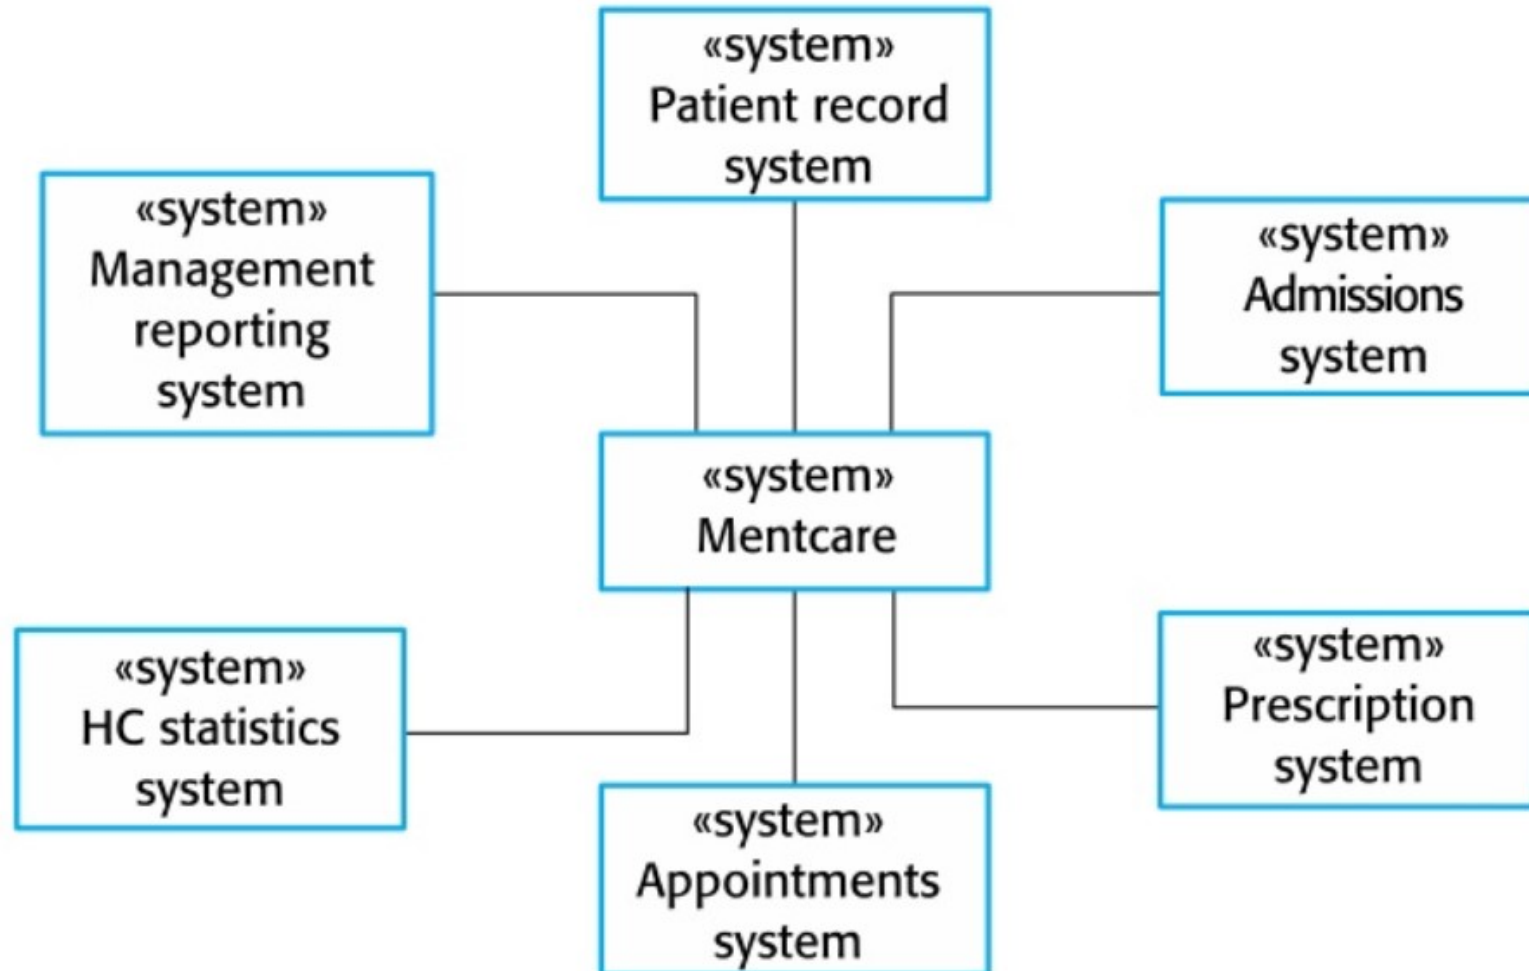 «system»
Patient record
system
«system»
Management
reporting
system
«system»
Admissions
system
«system»
Mentcare
«system»
HC statistics
system
«system»
Prescription
system
«system»
Appointments
system